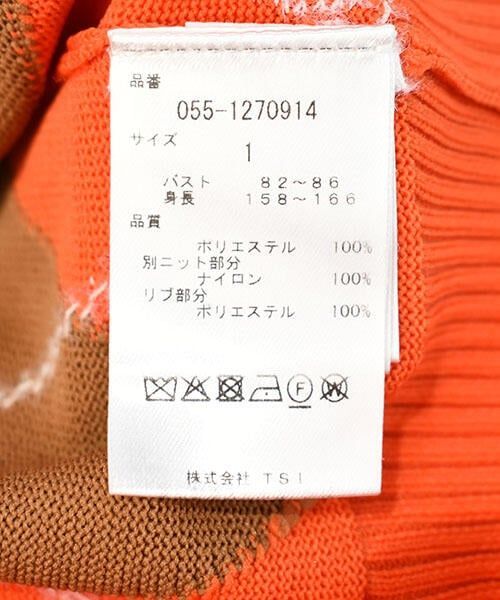 品番
055-1270914
サイズ
1
バスト 82～86
身長 158～166
品質
ポリエステル 100%
別ニット部分
ナイロン 100%
リブ部分
ポリエステル 100%
F W
株式会社 TSI